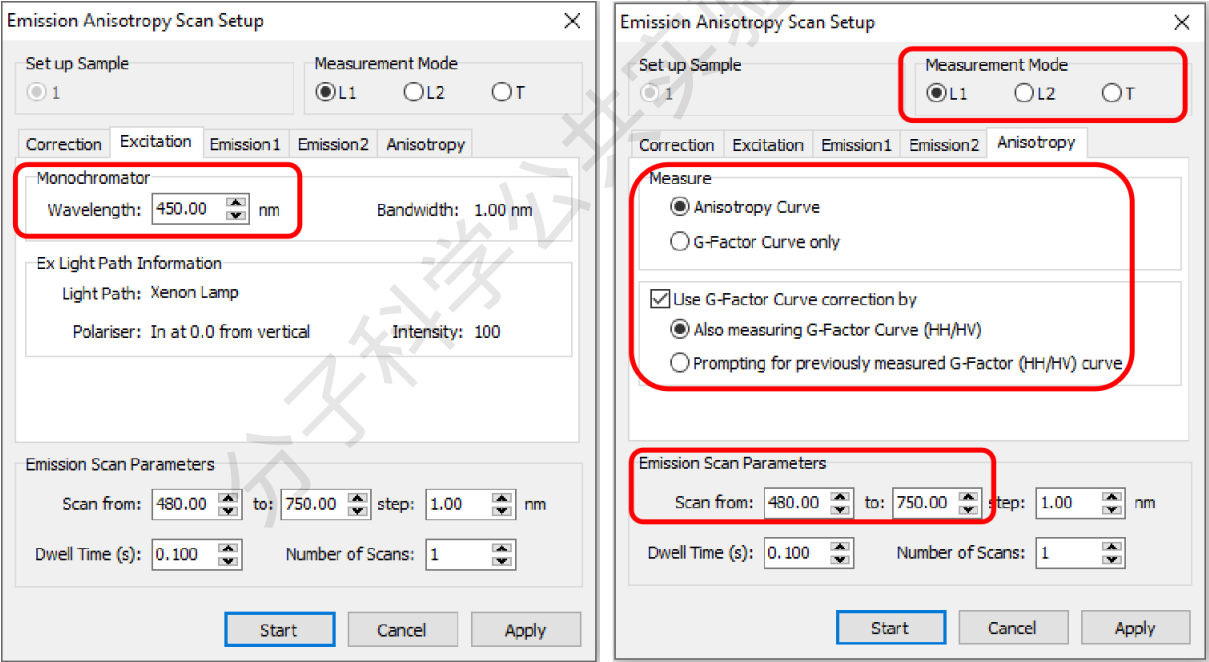 Emission Anisotropy Scan Setup
Set up Sample
1
Measurement Mode
L1 L2 T
Correction Excitation Emission1 Emission2 Anisotropy
Monochromator
Wavelength: 450.00 nm Bandwidth: 1.00 nm
Ex Light Path Information
Light Path: Xenon Lamp
Polariser: In at 0.0 from vertical Intensity: 100
Emission Scan Parameters
Scan from: 480.00 to: 750.00 step: 1.00 nm
Dwell Time (s): 0.100 Number of Scans: 1
Start Cancel Apply
Emission Anisotropy Scan Setup
Set up Sample
1
Measurement Mode
L1 L2 T
Correction Excitation Emission1 Emission2 Anisotropy
Measure
Anisotropy Curve
G-Factor Curve only
Use G-Factor Curve correction by
Also measuring G-Factor Curve (HH/HV)
Prompting for previously measured G-Factor (HH/HV) curve
Emission Scan Parameters
Scan from: 480.00 to: 750.00 step: 1.00 nm
Dwell Time (s): 0.100 Number of Scans: 1
Start Cancel Apply
分子科学公共实